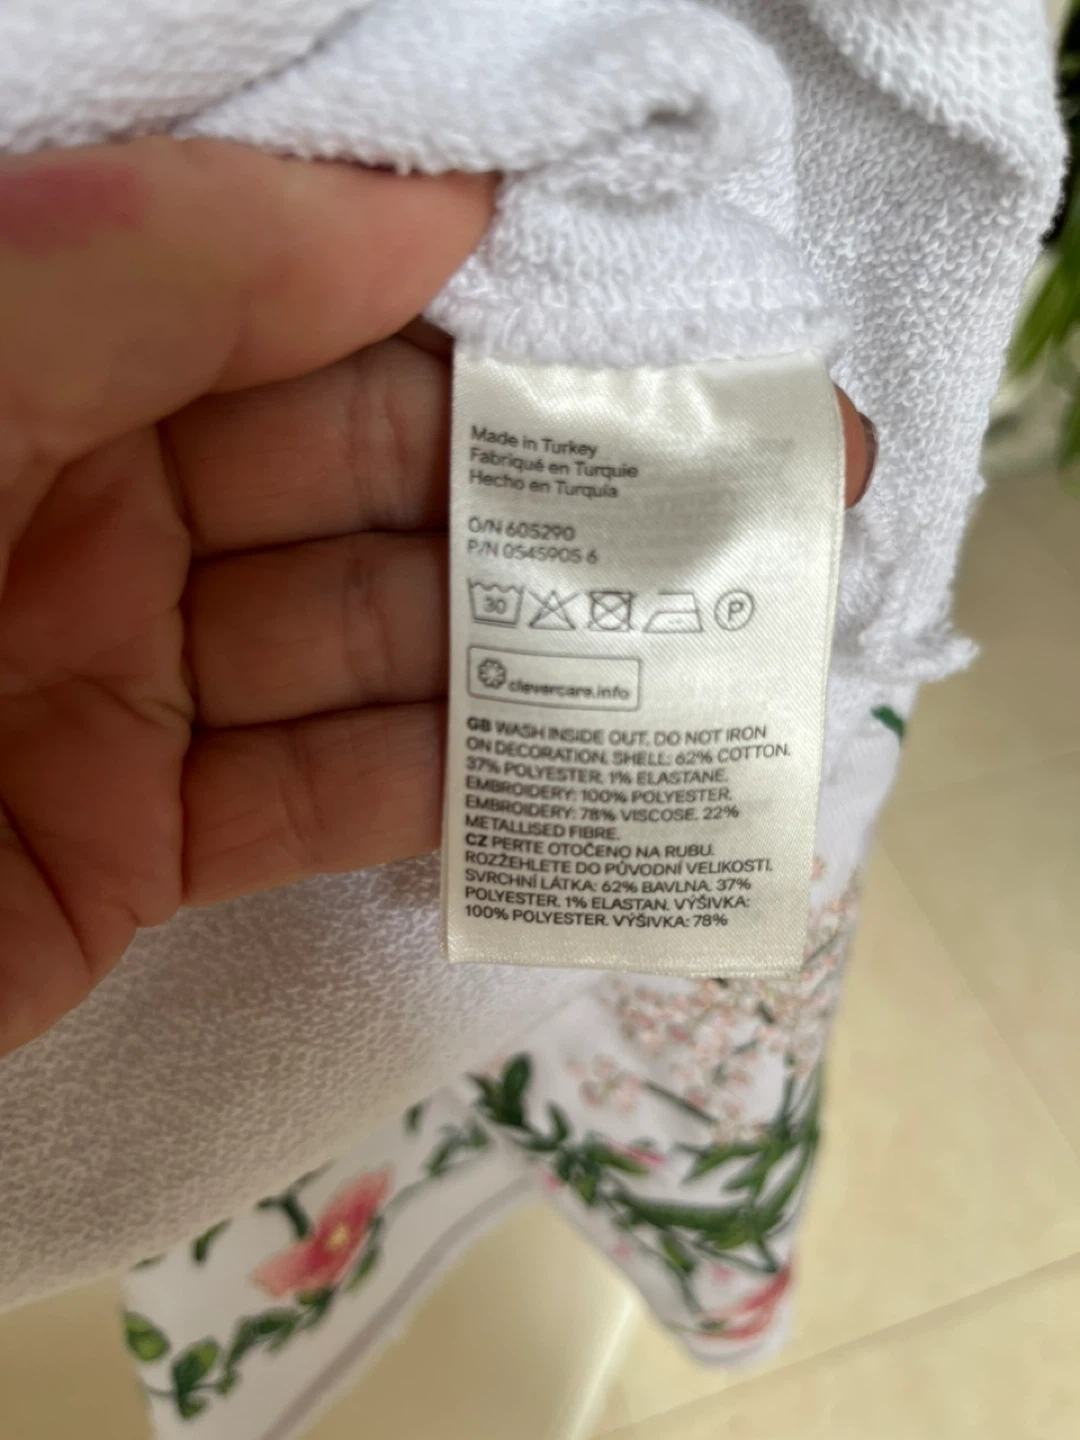 Made in Turkey
Fabriqué en Turquie
Hecho en Turquía
O/N 605290
P/N 0545905 6
30 P
clevercare.info
GB WASH INSIDE OUT. DO NOT IRON
ON DECORATION. SHELL: 62% COTTON.
37% POLYESTER. 1% ELASTANE.
EMBROIDERY: 100% POLYESTER.
EMBROIDERY: 78% VISCOSE. 22%
METALLISED FIBRE.
CZ PERTE OTOČENO NA RUBU.
ROZŽEHLETE DO PŮVODNÍ VELIKOSTI.
SVRCHNÍ LÁTKA: 62% BAVLNA. 37%
POLYESTER. 1% ELASTAN. VÝŠIVKA:
100% POLYESTER. VÝŠIVKA: 78%